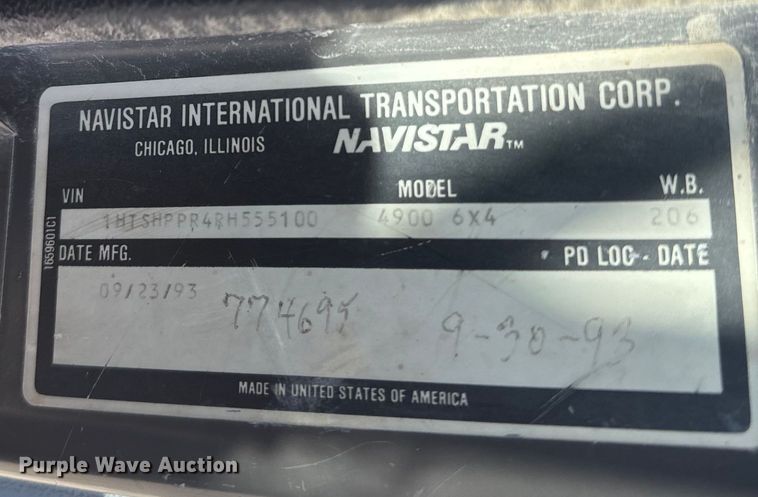 NAVISTAR INTERNATIONAL TRANSPORTATION CORP.
CHICAGO, ILLINOIS NAVISTAR™
VIN MODEL W.B.
1HTSHPPR4RH555100 4900 6X4 206
1659601C1
DATE MFG. PD LOC - DATE
09/23/93 774695 9-30-93
MADE IN UNITED STATES OF AMERICA
Purple Wave Auction